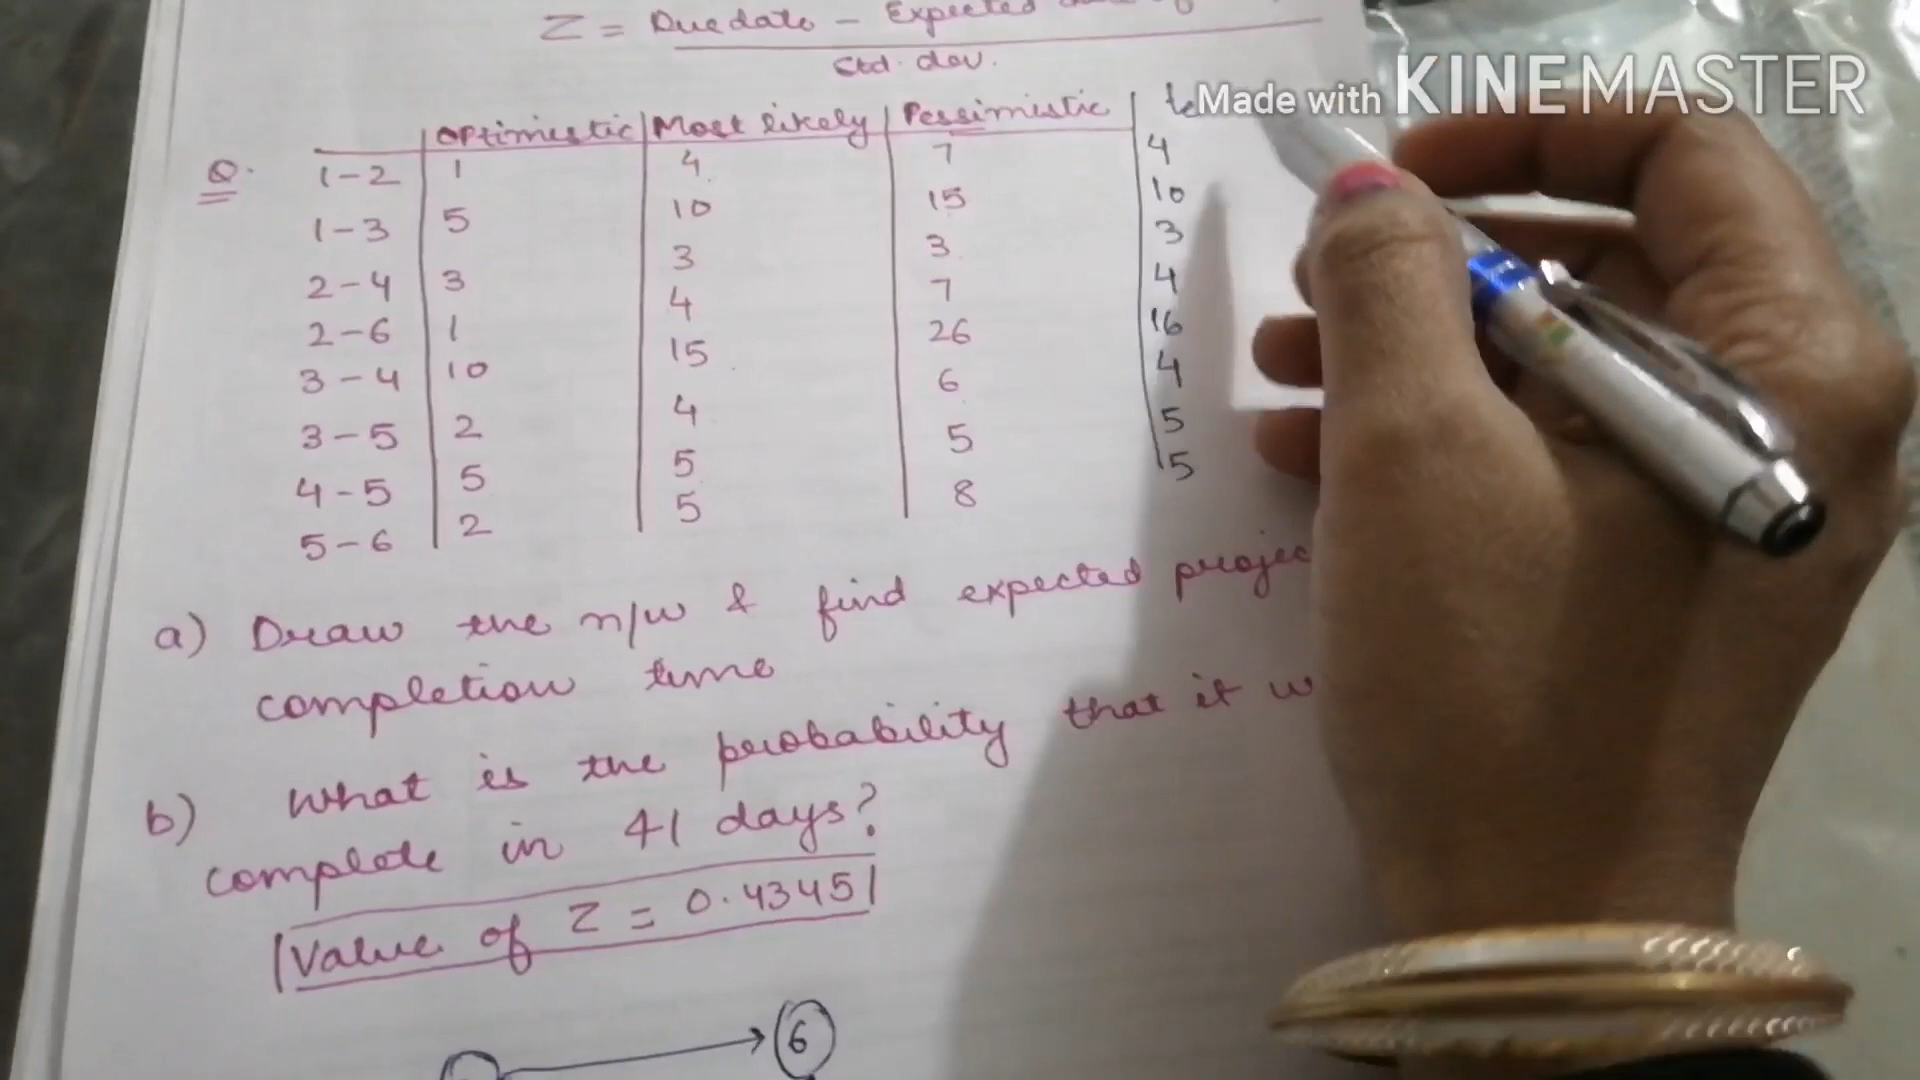 Z = Due date - Expected
Std. dev.
Made with KINEMASTER
optimistic Most likely Pessimistic te
Q. 1-2 1 4 7 4
1-3 5 10 15 10
2-4 3 3 3 3
2-6 1 4 7 4
3-4 10 15 26 16
3-5 2 4 6 4
4-5 5 5 5 5
5-6 2 5 8 5
a) Draw the n/w & find expected projec
completion time
b) What is the probability that it w
complete in 41 days?
Value of Z = 0.4345
6